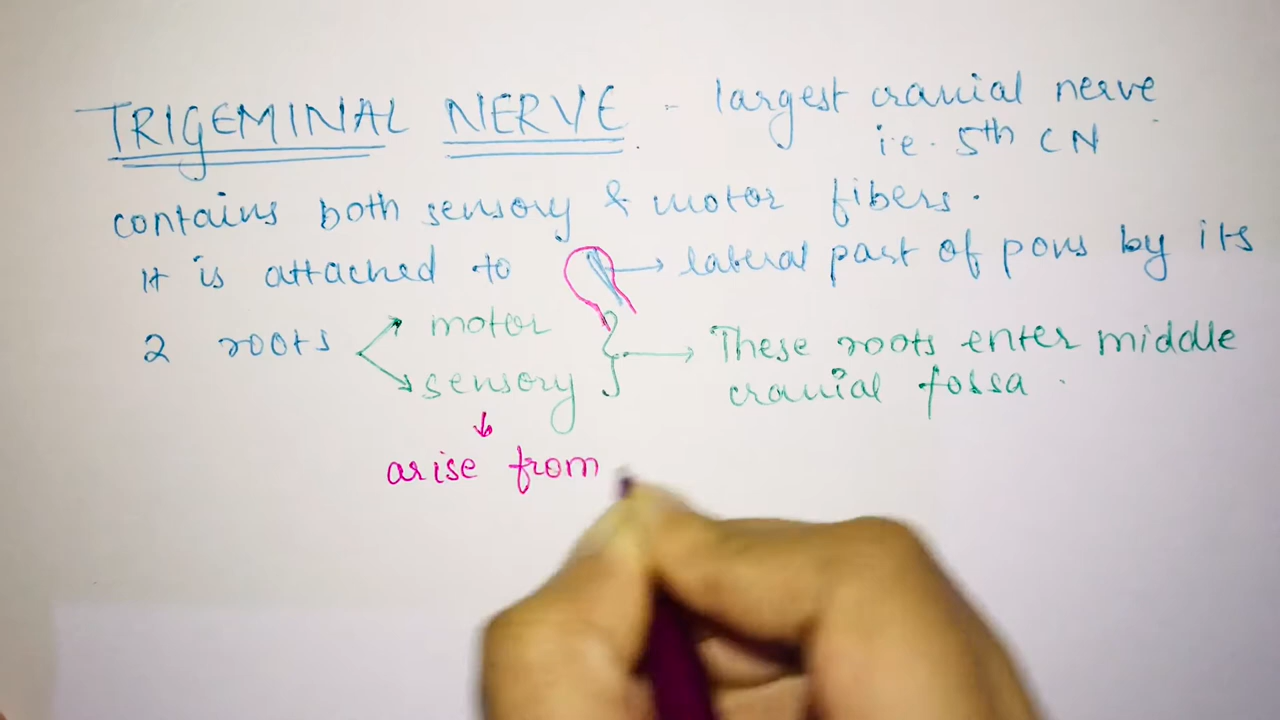 TRIGEMINAL NERVE - largest cranial nerve
i.e. 5th CN
contains both sensory & motor fibers.
It is attached to → lateral part of pons by its
2 roots motor
sensory } → These roots enter middle
cranial fossa.
↓
arise from